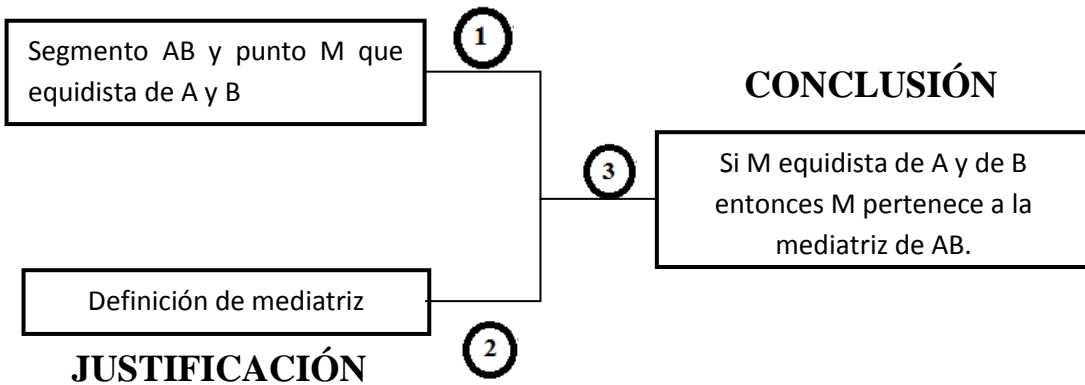 1
Segmento AB y punto M que
equidista de A y B
CONCLUSIÓN
3
Si M equidista de A y de B
entonces M pertenece a la
mediatriz de AB.
Definición de mediatriz
2
JUSTIFICACIÓN